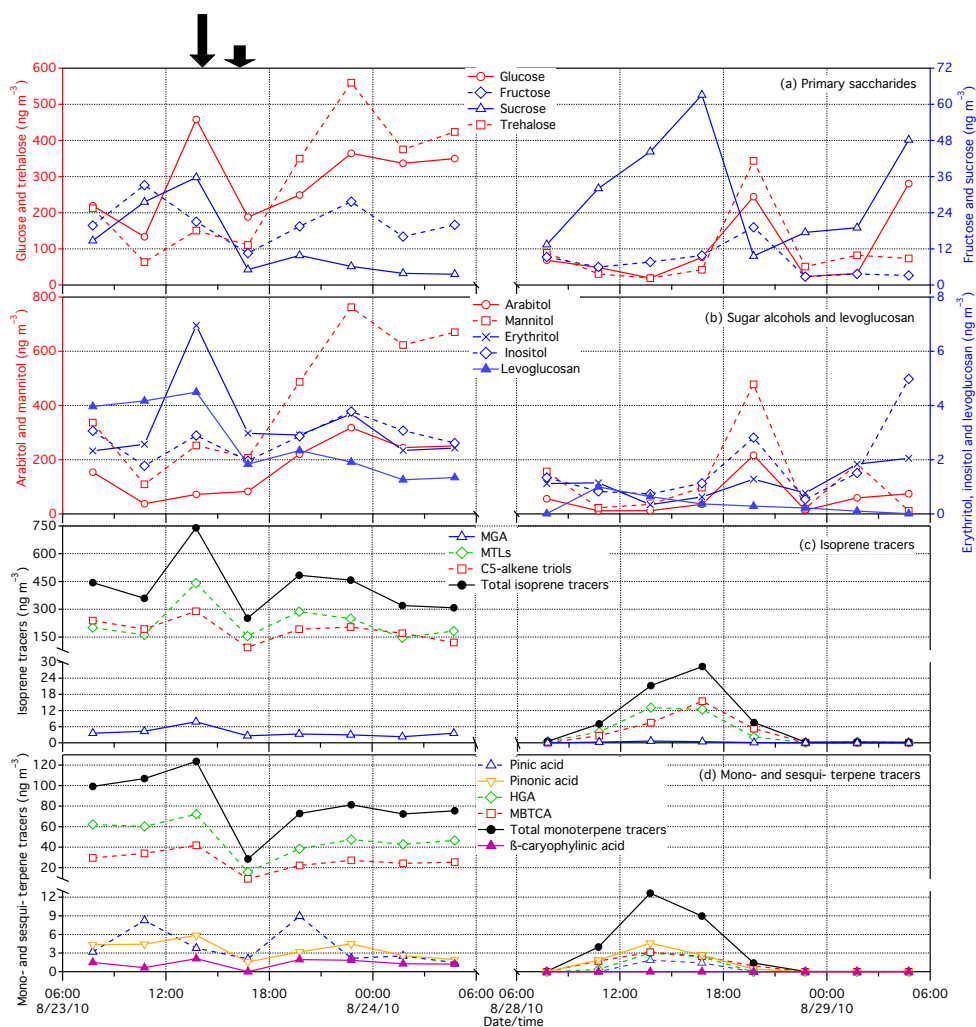 600
500
400
300
200
100
0
Glucose and trehalose (ng m⁻³)
Glucose
Fructose
Sucrose
Trehalose
(a) Primary saccharides
72
60
48
36
24
12
0
Fructose and sucrose (ng m⁻³)
800
600
400
200
0
Arabitol and mannitol (ng m⁻³)
Arabitol
Mannitol
Erythritol
Inositol
Levoglucosan
(b) Sugar alcohols and levoglucosan
8
6
4
2
0
Erythritol, inositol and levoglucosan (ng m⁻³)
750
600
450
300
150
30
24
18
12
6
0
Isoprene tracers (ng m⁻³)
MGA
MTLs
C5-alkene triols
Total isoprene tracers
(c) Isoprene tracers
120
100
80
60
40
20
12
9
6
3
0
Mono- and sesqui- terpene tracers (ng m⁻³)
Pinic acid
Pinonic acid
HGA
MBTCA
Total monoterpene tracers
ß-caryophylinic acid
(d) Mono- and sesqui- terpene tracers
06:00 12:00 18:00 00:00 06:00 06:00 12:00 18:00 00:00 06:00
8/23/10 8/24/10 8/28/10 8/29/10
Date/time